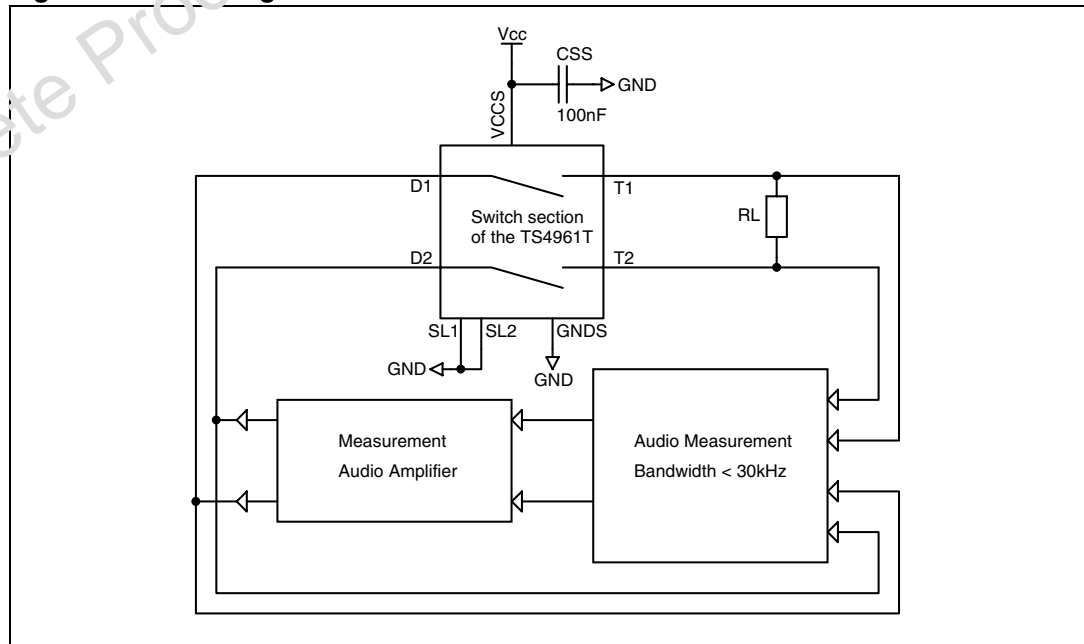 Vcc
CSS
GND
100nF
VCCS
D1
T1
Switch section
of the TS4961T
RL
D2
T2
SL1
SL2
GNDS
GND
GND
Measurement
Audio Amplifier
Audio Measurement
Bandwidth < 30kHz